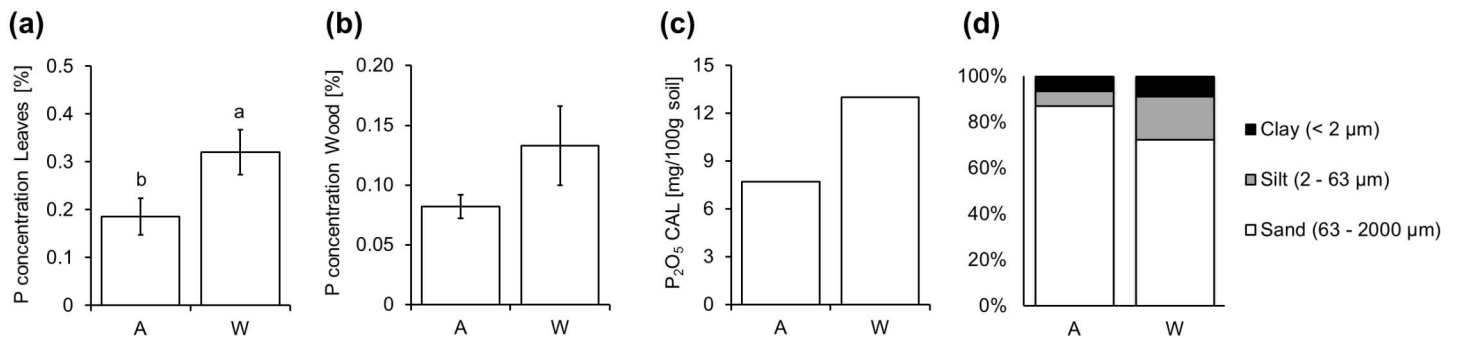 (a)
P concentration Leaves [%]
0.5
0.4
0.3
0.2
0.1
0
b
a
A
W
(b)
P concentration Wood [%]
0.20
0.15
0.10
0.05
0.00
A
W
(c)
P₂O₅ CAL [mg/100g soil]
15
12
9
6
3
0
A
W
(d)
100%
80%
60%
40%
20%
0%
A
W
Clay (< 2 µm)
Silt (2 - 63 µm)
Sand (63 - 2000 µm)